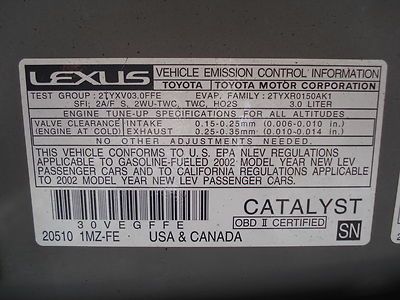 LEXUS VEHICLE EMISSION CONTROL INFORMATION
TOYOTA TOYOTA MOTOR CORPORATION
TEST GROUP : 2TYXV03.0FFE EVAP. FAMILY : 2TYXR0150AK1
SFI, 2A/F S, 2WU-TWC, TWC, HO2S 3.0 LITER
ENGINE TUNE-UP SPECIFICATIONS FOR ALL ALTITUDES
VALVE CLEARANCE INTAKE 0.15-0.25mm (0.006-0.010 in.)
(ENGINE AT COLD) EXHAUST 0.25-0.35mm (0.010-0.014 in.)
NO OTHER ADJUSTMENTS NEEDED.
THIS VEHICLE CONFORMS TO U.S. EPA NLEV REGULATIONS
APPLICABLE TO GASOLINE-FUELED 2002 MODEL YEAR NEW LEV
PASSENGER CARS AND TO CALIFORNIA REGULATIONS APPLICABLE
TO 2002 MODEL YEAR NEW LEV PASSENGER CARS.
CATALYST
30VEGFFE
OBD II CERTIFIED
20510 1MZ-FE USA & CANADA SN